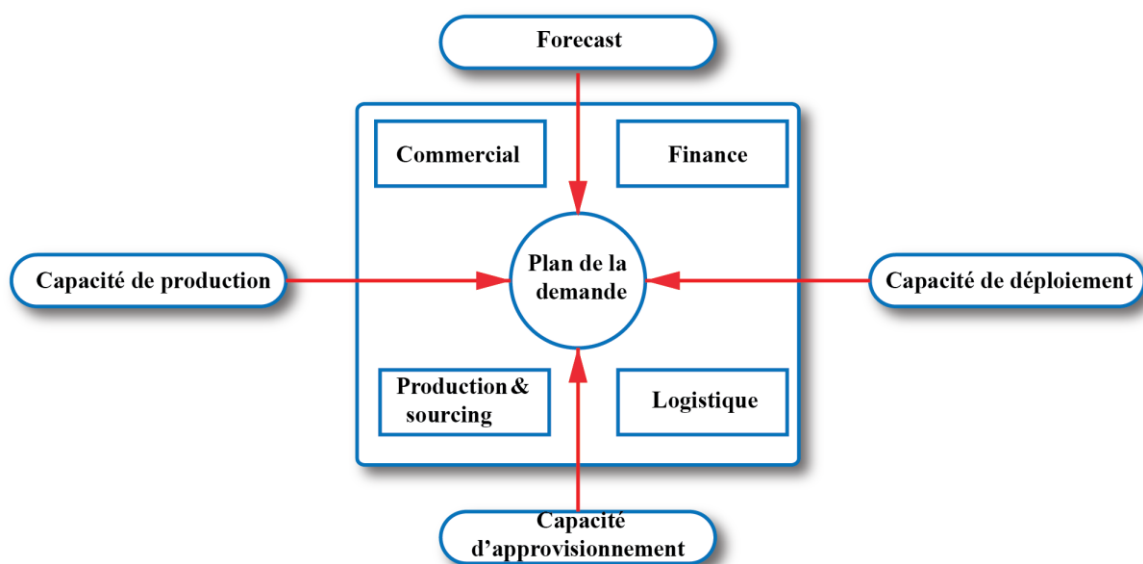 Forecast
Commercial
Finance
Capacité de production
Plan de la
demande
Capacité de déploiement
Production & 
sourcing
Logistique
Capacité
d’approvisionnement